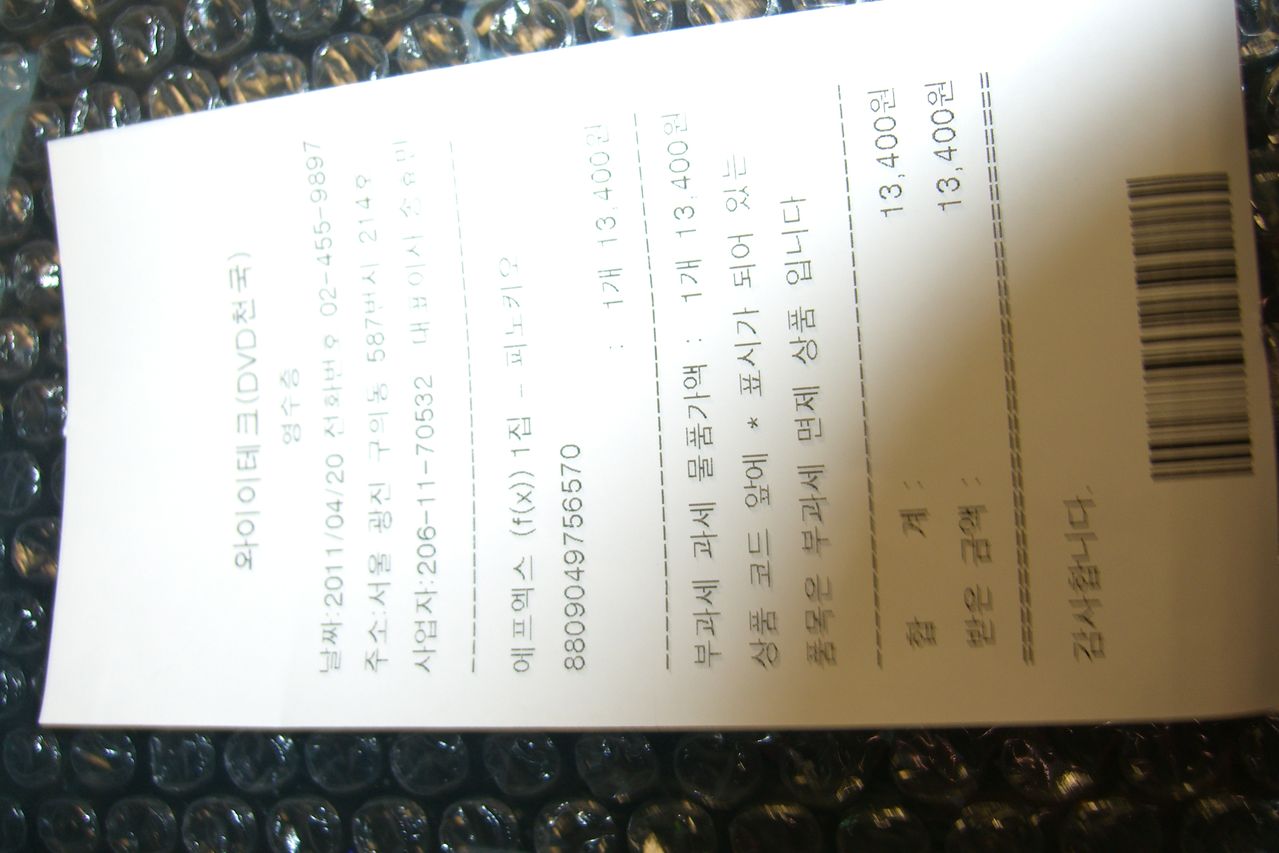 와이이테크(DVD천국)
영수증
날짜:2011/04/20 전화번호 02-455-9897
주소:서울 광진 구의동 587번지 214호
사업자:206-11-70532 대표이사
에프엑스 (f(x)) 1집 - 피노키오
8809049756570
: 1개 13,400원
부과세 과세 물품가액 : 1개 13,400원
상품 코드 앞에 * 표시가 되어 있는
품목은 부과세 면제 상품 입니다
합 계 : 13,400원
받은 금액 : 13,400원
감사합니다.